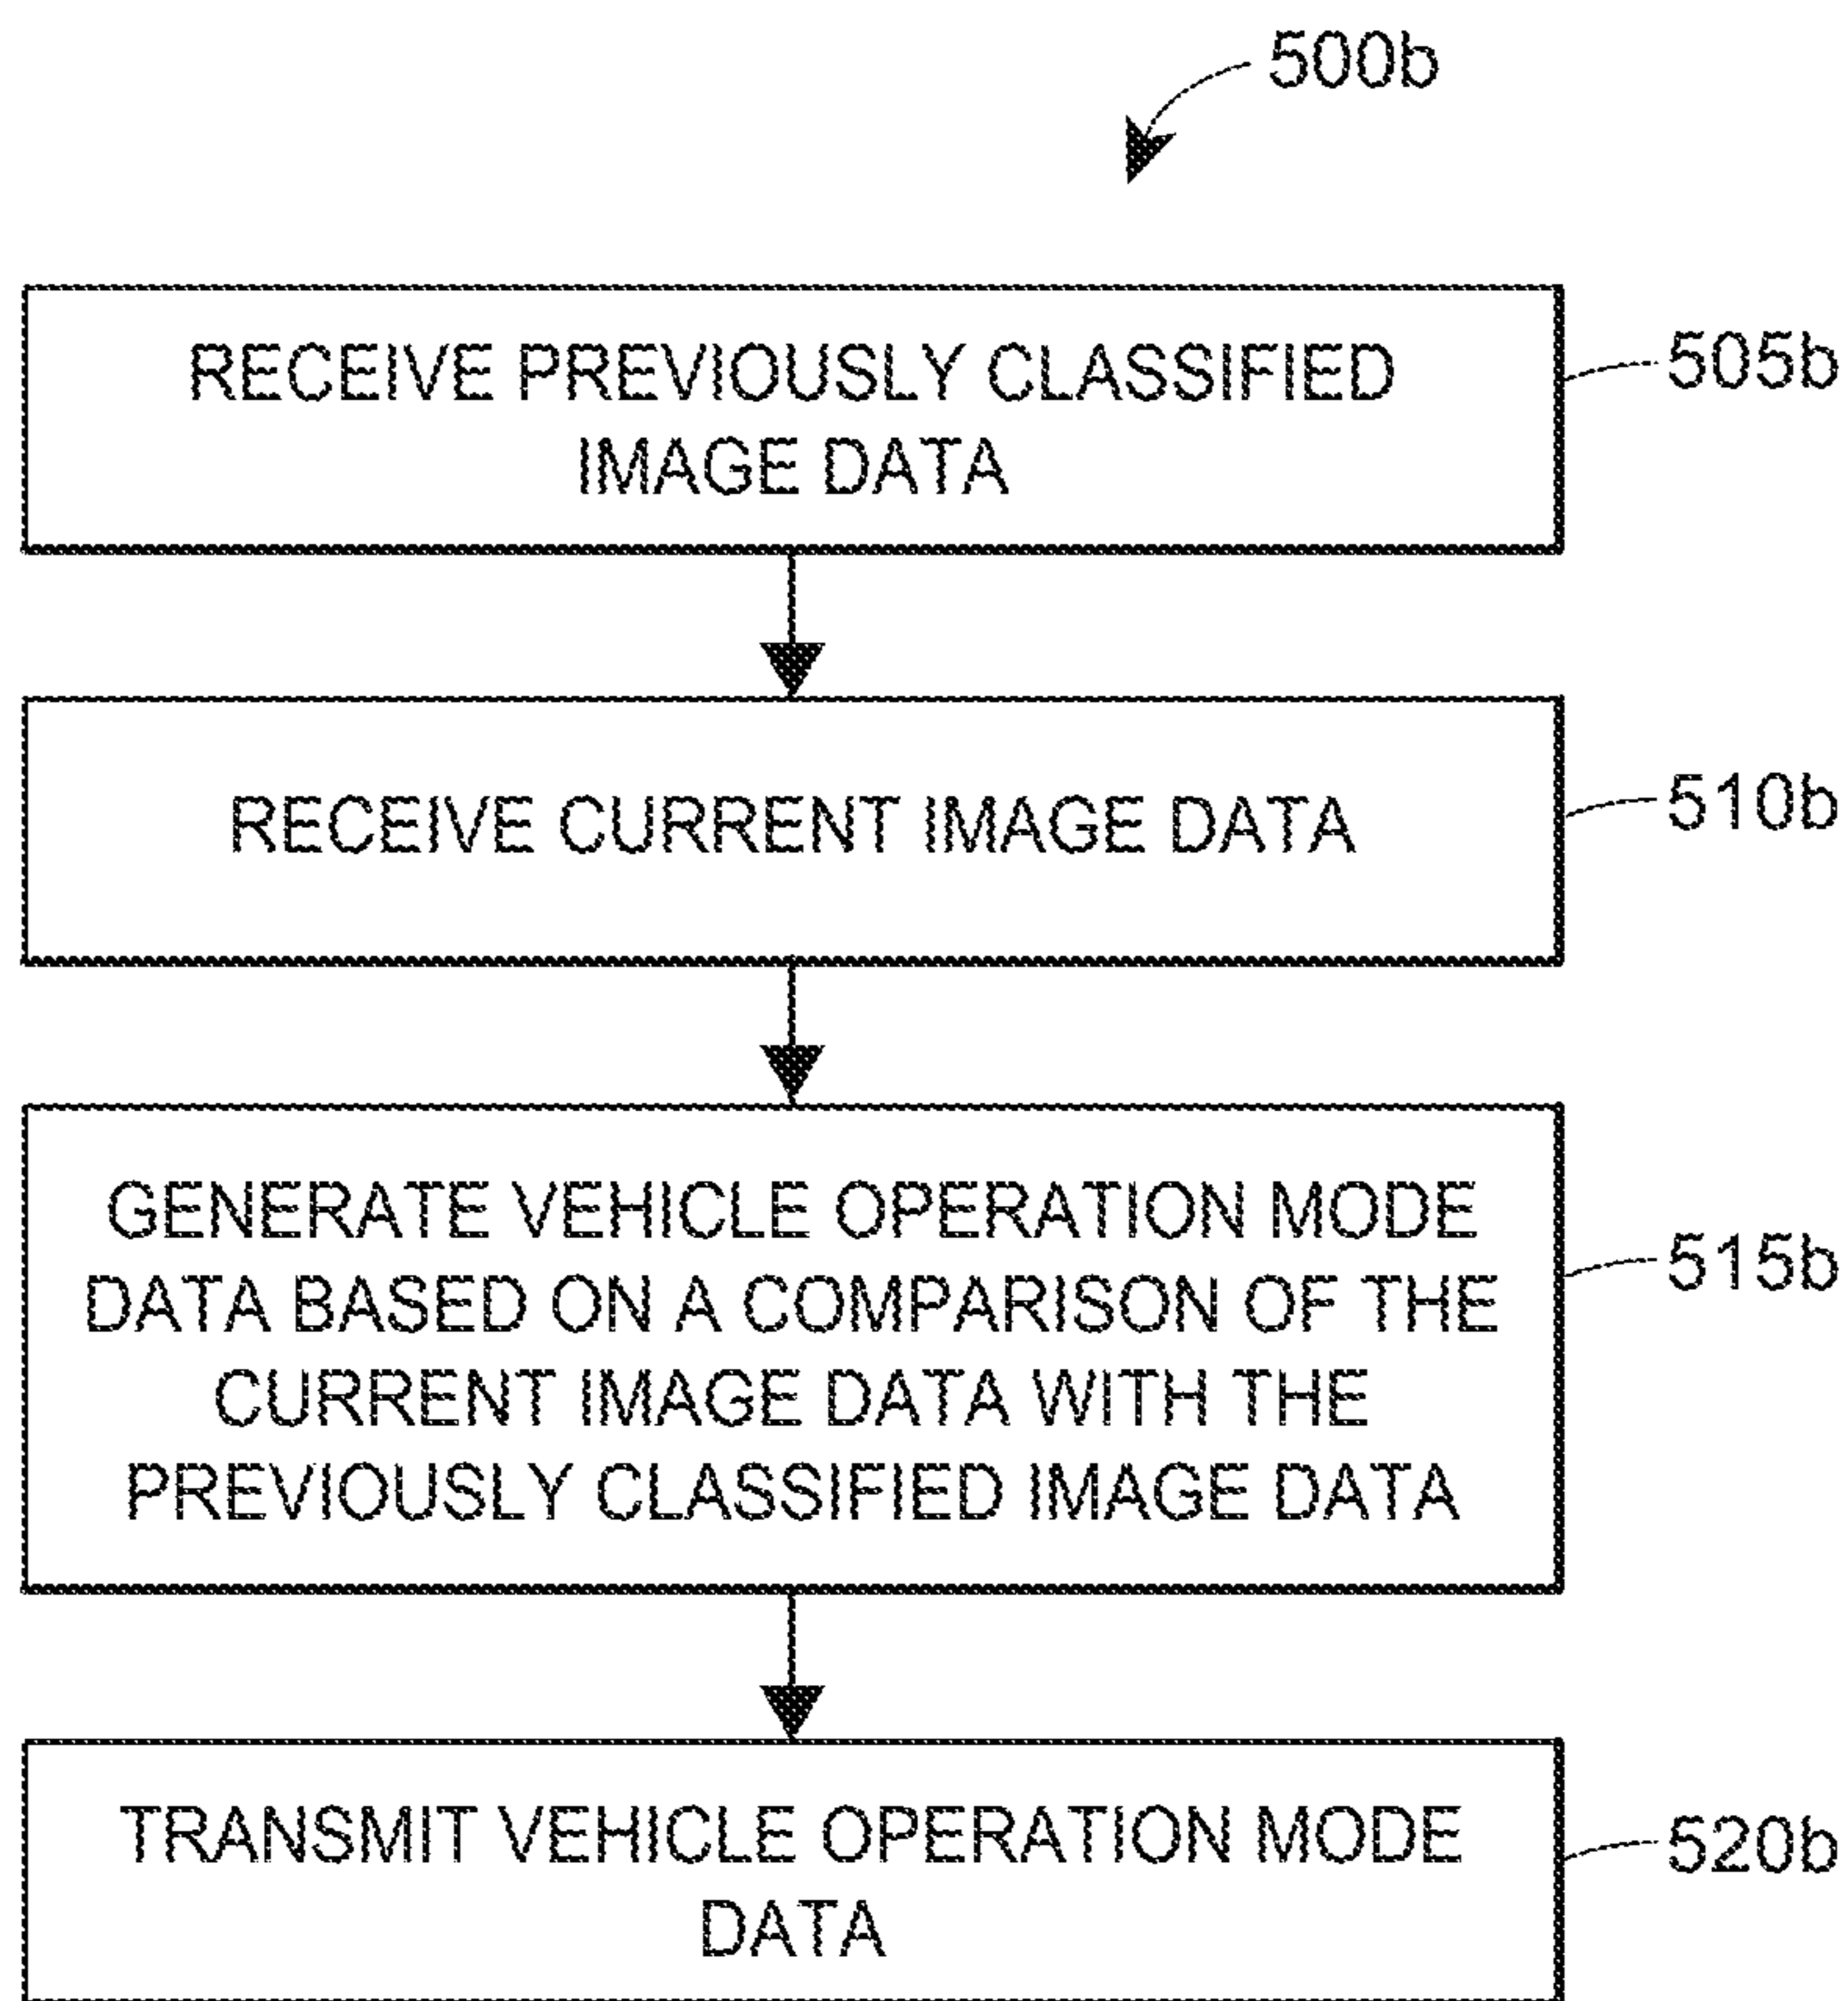 500b
RECEIVE PREVIOUSLY CLASSIFIED
IMAGE DATA
505b
RECEIVE CURRENT IMAGE DATA
510b
GENERATE VEHICLE OPERATION MODE
DATA BASED ON A COMPARISON OF THE
CURRENT IMAGE DATA WITH THE
PREVIOUSLY CLASSIFIED IMAGE DATA
515b
TRANSMIT VEHICLE OPERATION MODE
DATA
520b